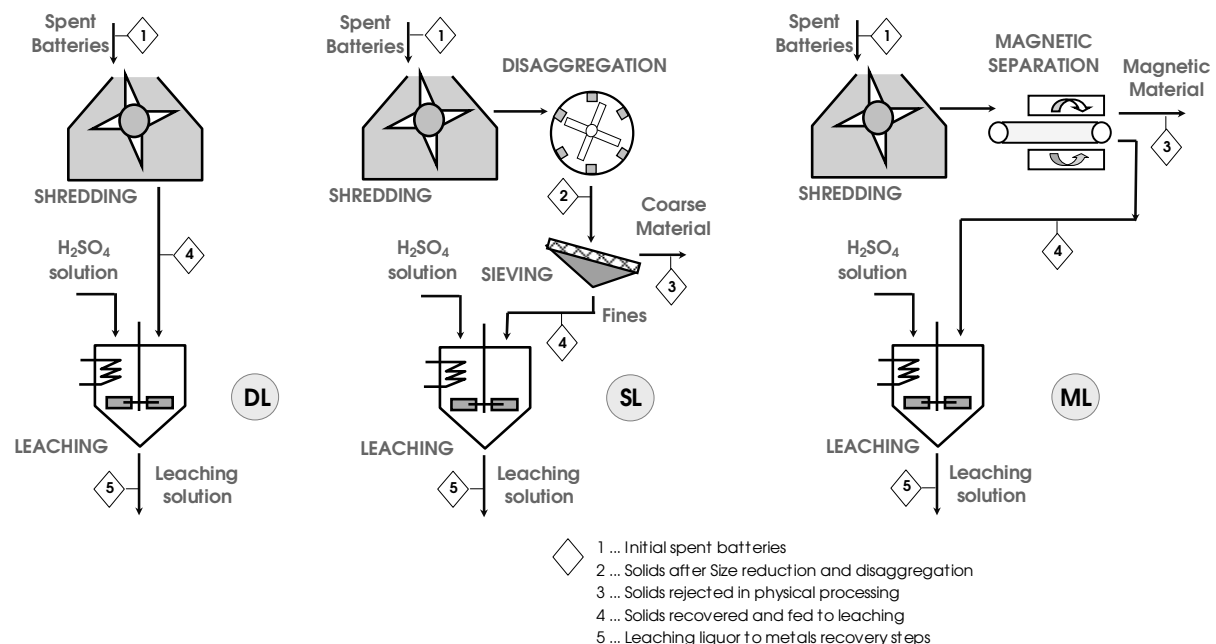 Spent
Batteries
1
SHREDDING
4
H₂SO₄
solution
DL
LEACHING
5
Leaching
solution
Spent
Batteries
1
DISAGGREGATION
SHREDDING
2
Coarse
Material
H₂SO₄
solution
SIEVING
3
Fines
4
SL
LEACHING
5
Leaching
solution
Spent
Batteries
1
MAGNETIC
SEPARATION
Magnetic
Material
3
SHREDDING
4
H₂SO₄
solution
ML
LEACHING
5
Leaching
solution
1 ... Initial spent batteries
2 ... Solids after Size reduction and disaggregation
3 ... Solids rejected in physical processing
4 ... Solids recovered and fed to leaching
5 ... Leaching liquor to metals recovery steps